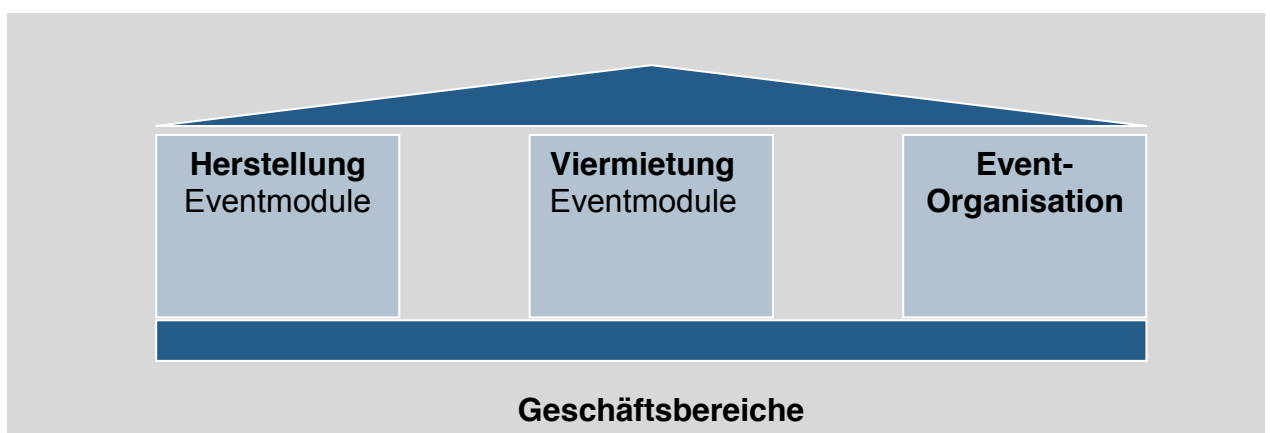 Herstellung
Eventmodule
Viermietung
Eventmodule
Event-
Organisation
Geschäftsbereiche